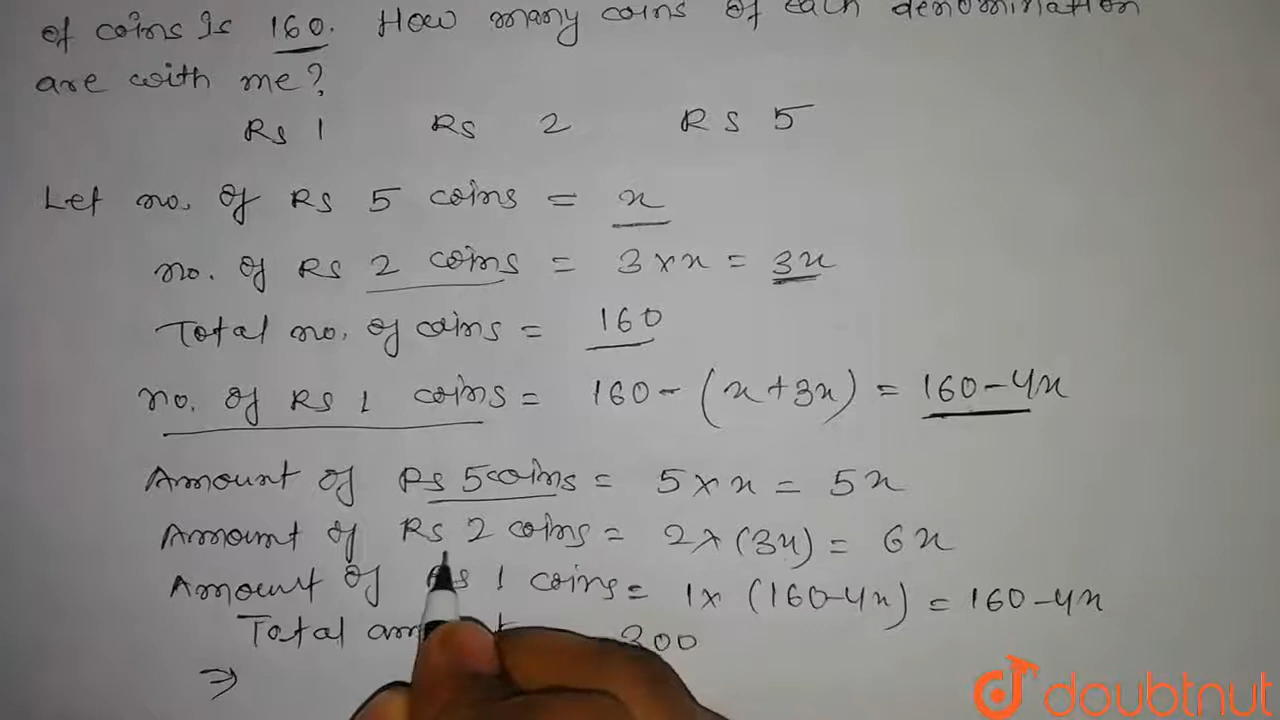 of coins is 160. How many coins of each denomination
are with me?
Rs 1 Rs 2 Rs 5
Let no. of Rs 5 coins = x
no. of Rs 2 coins = 3×x = 3x
Total no. of coins = 160
no. of Rs 1 coins = 160-(x+3x) = 160-4x
Amount of Rs 5 coins = 5×x = 5x
Amount of Rs 2 coins = 2×(3x) = 6x
Amount of Rs 1 coins = 1×(160-4x) = 160-4x
Total 300
⇒
doubtnut